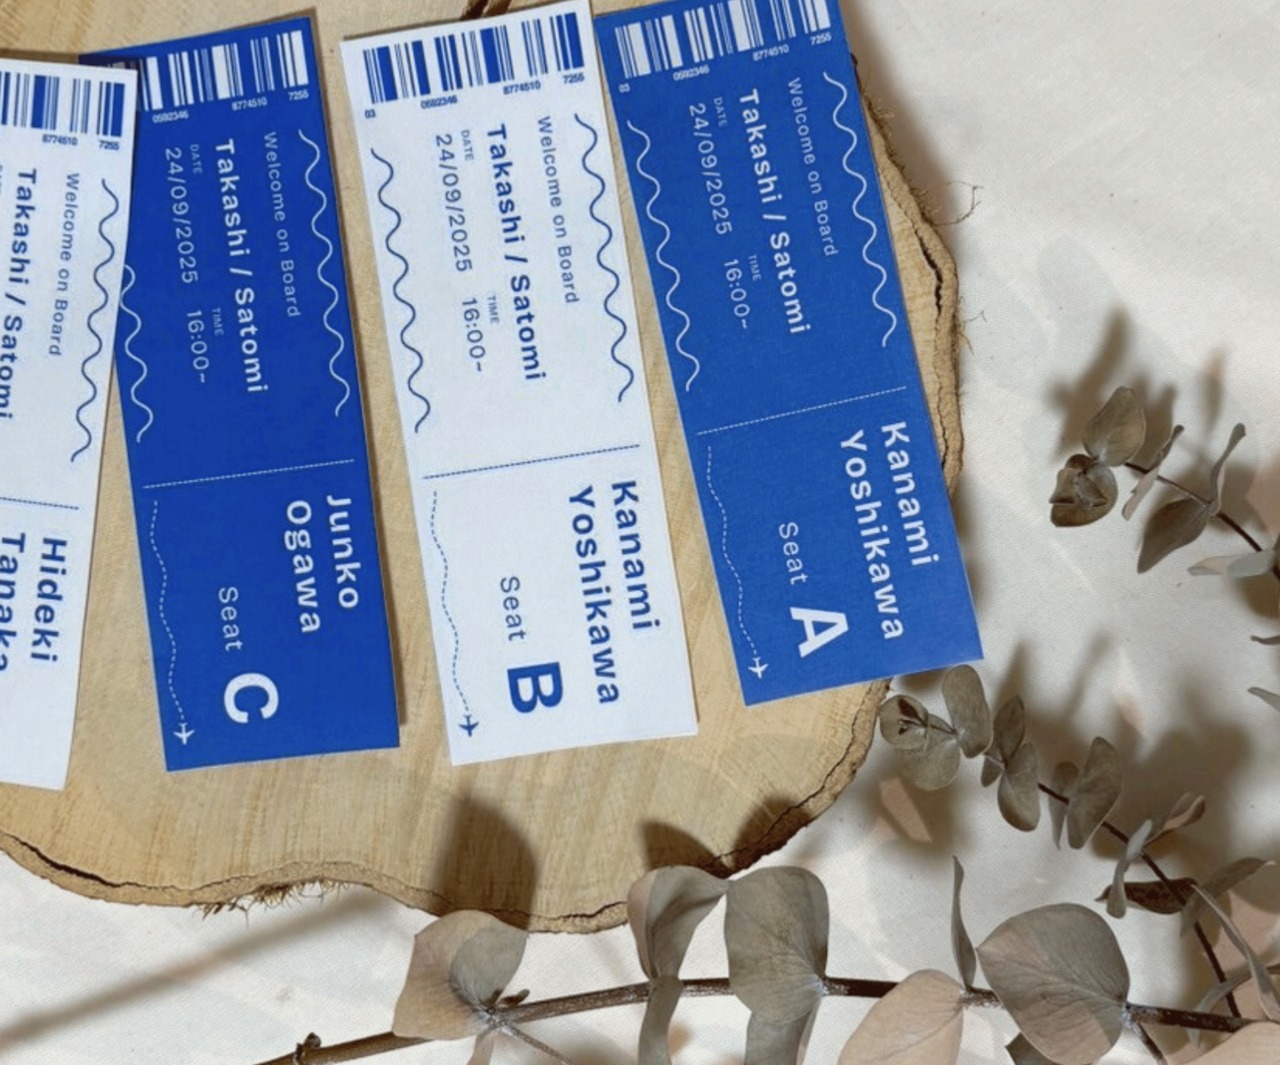 8774510 7255
Welcome on Board
Takashi / Satomi
Hideki
Tanaka
0592346 8774510 7255
Welcome on Board
Takashi / Satomi
DATE
24/09/2025
TIME
16:00~
Junko
Ogawa
Seat C
03 0592346 8774510 7255
Welcome on Board
Takashi / Satomi
DATE
24/09/2025
TIME
16:00~
Kanami
Yoshikawa
Seat B
03 0592346 8774510 7255
Welcome on Board
Takashi / Satomi
DATE
24/09/2025
TIME
16:00~
Kanami
Yoshikawa
Seat A